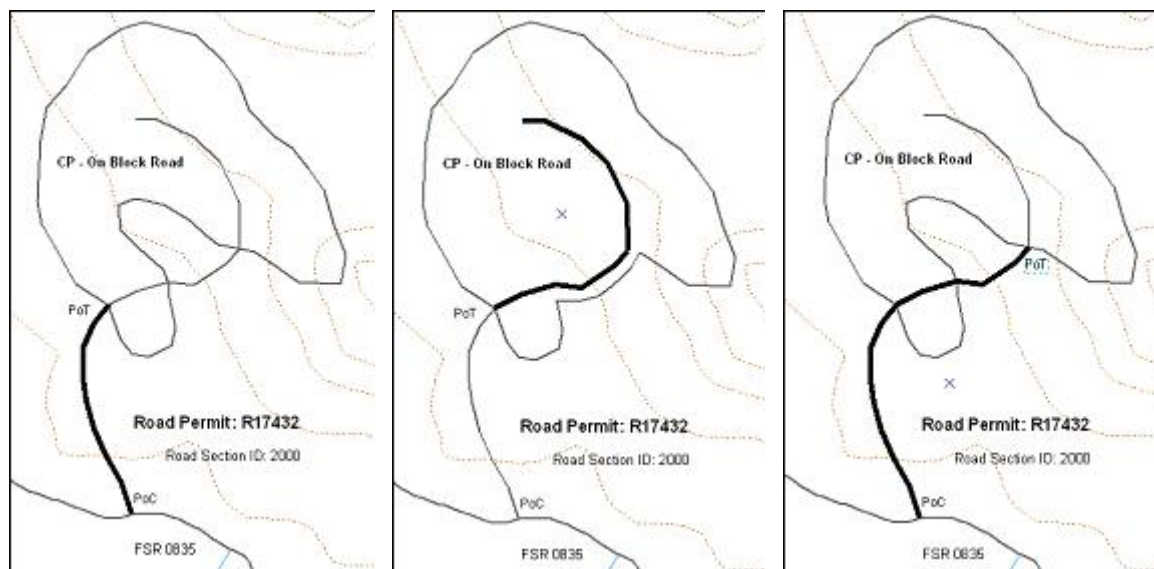 CP - On Block Road
PoT
Road Permit: R17432
Road Section ID: 2000
PoC
FSR 0835
CP - On Block Road
PoT
Road Permit: R17432
Road Section ID: 2000
PoC
FSR 0835
CP - On Block Road
PoT
Road Permit: R17432
Road Section ID: 2000
PoC
FSR 0835